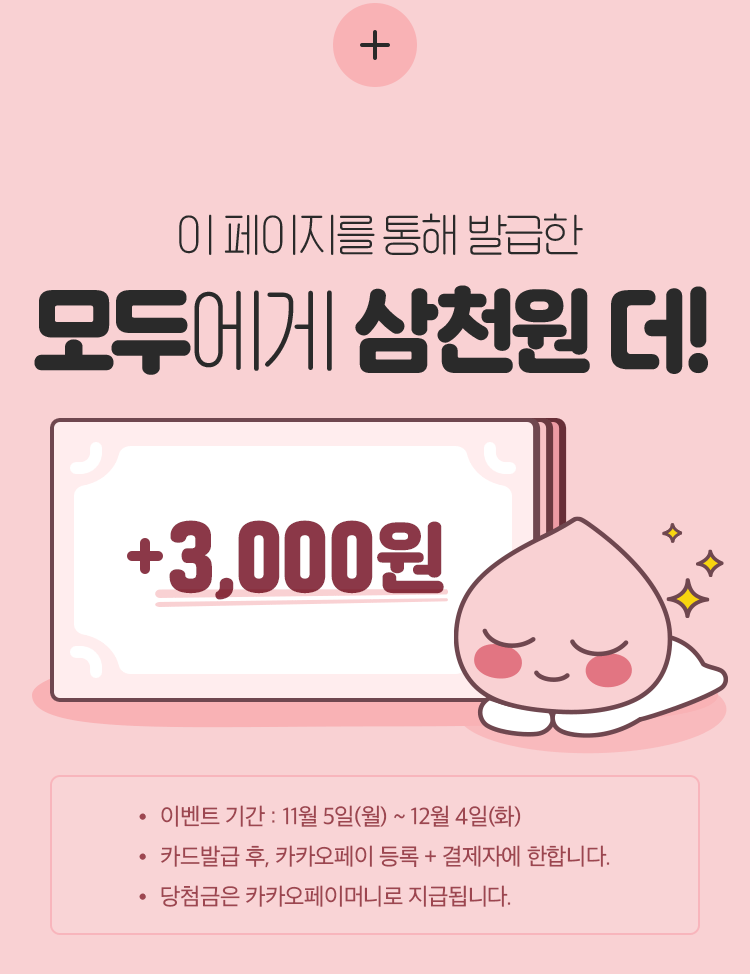 +
이 페이지를 통해 발급한
모두에게 삼천원 더!
+3,000원
• 이벤트 기간 : 11월 5일(월) ~ 12월 4일(화)
• 카드발급 후, 카카오페이 등록 + 결제자에 한합니다.
• 당첨금은 카카오페이머니로 지급됩니다.